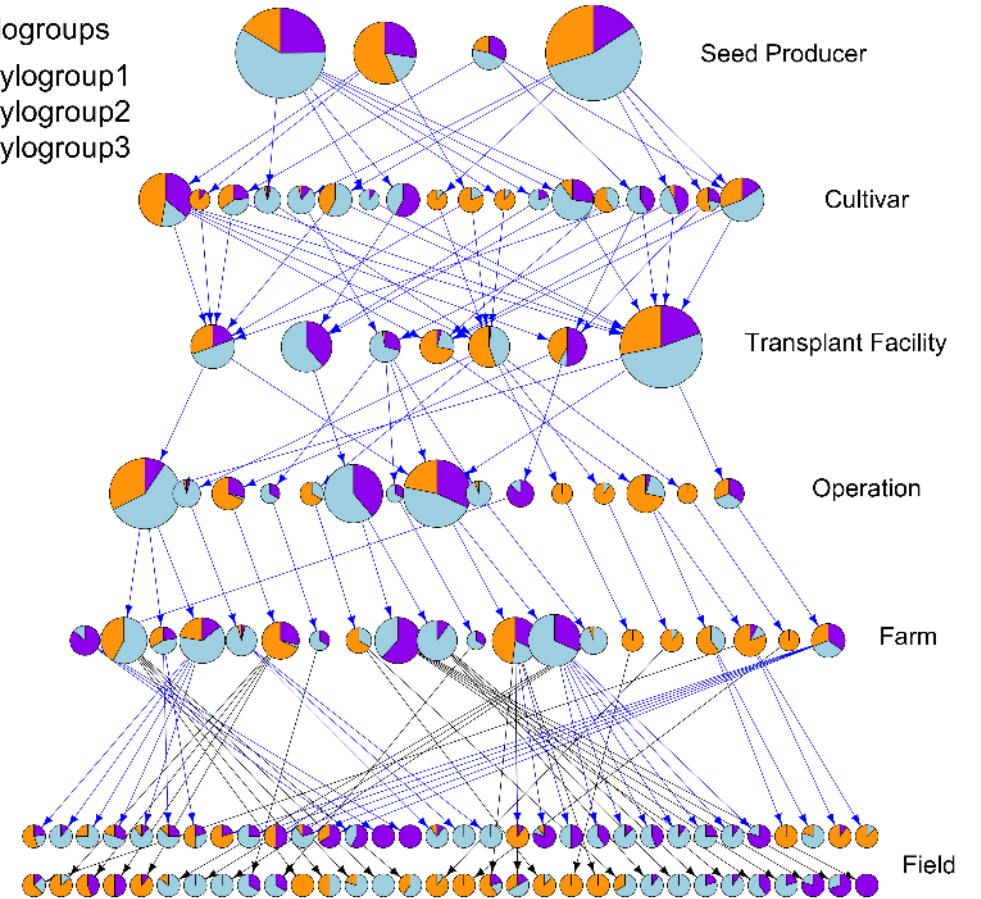 logroups
Seed Producer
ylogroup1
ylogroup2
ylogroup3
Cultivar
Transplant Facility
Operation
Farm
Field